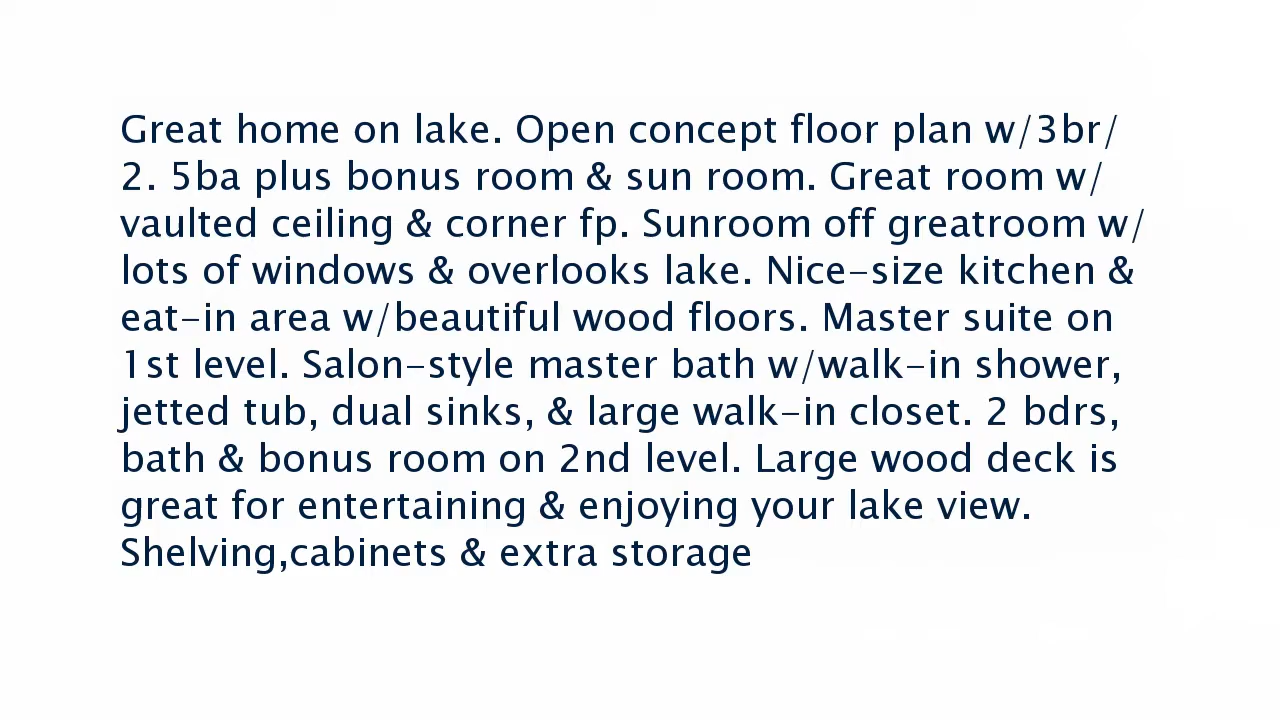 Great home on lake. Open concept floor plan w/3br/
2. 5ba plus bonus room & sun room. Great room w/
vaulted ceiling & corner fp. Sunroom off greatroom w/
lots of windows & overlooks lake. Nice-size kitchen &
eat-in area w/beautiful wood floors. Master suite on
1st level. Salon-style master bath w/walk-in shower,
jetted tub, dual sinks, & large walk-in closet. 2 bdrs,
bath & bonus room on 2nd level. Large wood deck is
great for entertaining & enjoying your lake view.
Shelving,cabinets & extra storage